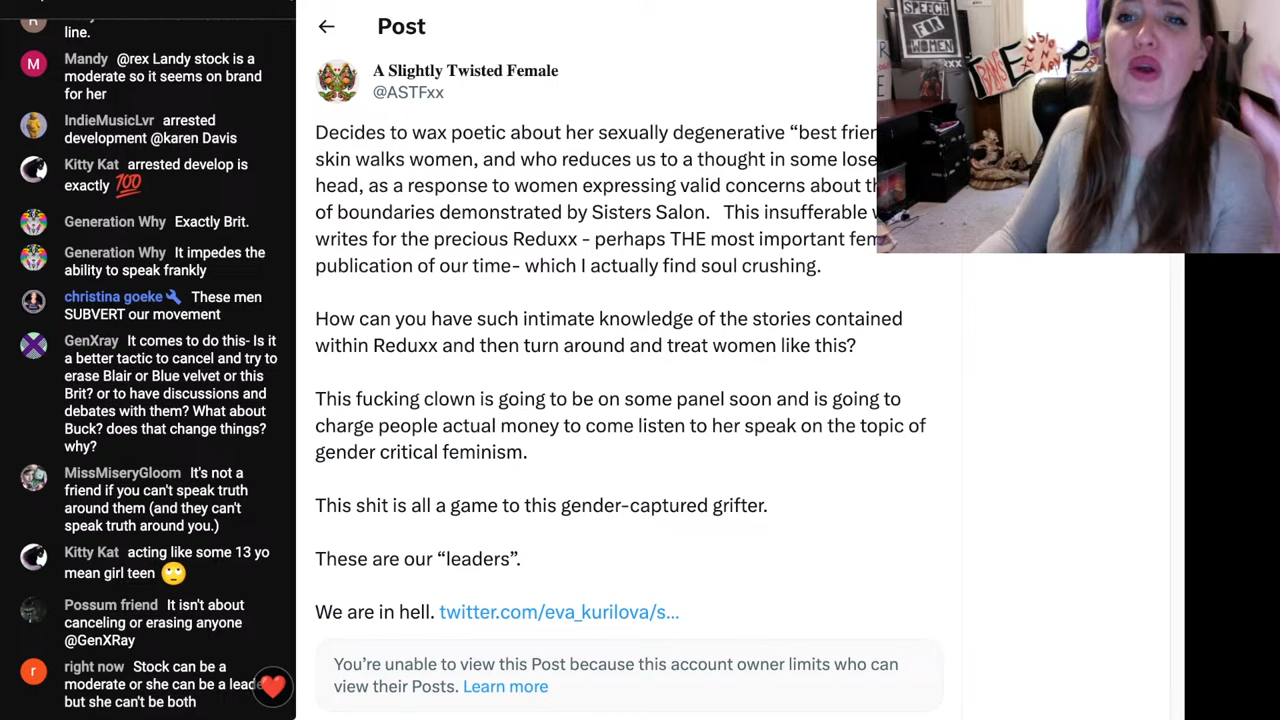 line.
Mandy @rex Landy stock is a
moderate so it seems on brand
for her
IndieMusicLvr arrested
development @karen Davis
Kitty Kat arrested develop is
exactly 💯
Generation Why Exactly Brit.
Generation Why It impedes the
ability to speak frankly
christina goeke These men
SUBVERT our movement
GenXray It comes to do this- Is it
a better tactic to cancel and try to
erase Blair or Blue velvet or this
Brit? or to have discussions and
debates with them? What about
Buck? does that change things?
why?
MissMiseryGloom It's not a
friend if you can't speak truth
around them (and they can't
speak truth around you.)
Kitty Kat acting like some 13 yo
mean girl teen 🙄
Possum friend It isn't about
canceling or erasing anyone
@GenXRay
right now Stock can be a
moderate or she can be a leade
but she can't be both
Post
A Slightly Twisted Female
@ASTFxx
Decides to wax poetic about her sexually degenerative “best frien
skin walks women, and who reduces us to a thought in some lose
head, as a response to women expressing valid concerns about th
of boundaries demonstrated by Sisters Salon. This insufferable
writes for the precious Reduxx - perhaps THE most important fem
publication of our time- which I actually find soul crushing.
How can you have such intimate knowledge of the stories contained
within Reduxx and then turn around and treat women like this?
This fucking clown is going to be on some panel soon and is going to
charge people actual money to come listen to her speak on the topic of
gender critical feminism.
This shit is all a game to this gender-captured grifter.
These are our “leaders”.
We are in hell. twitter.com/eva_kurilova/s...
You’re unable to view this Post because this account owner limits who can
view their Posts. Learn more
SPEECH
FOR
WOMEN